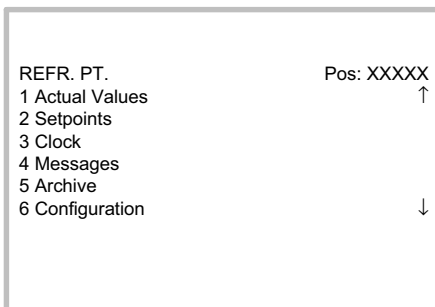 REFR. PT. Pos: XXXXX
1 Actual Values ↑
2 Setpoints
3 Clock
4 Messages
5 Archive
6 Configuration ↓